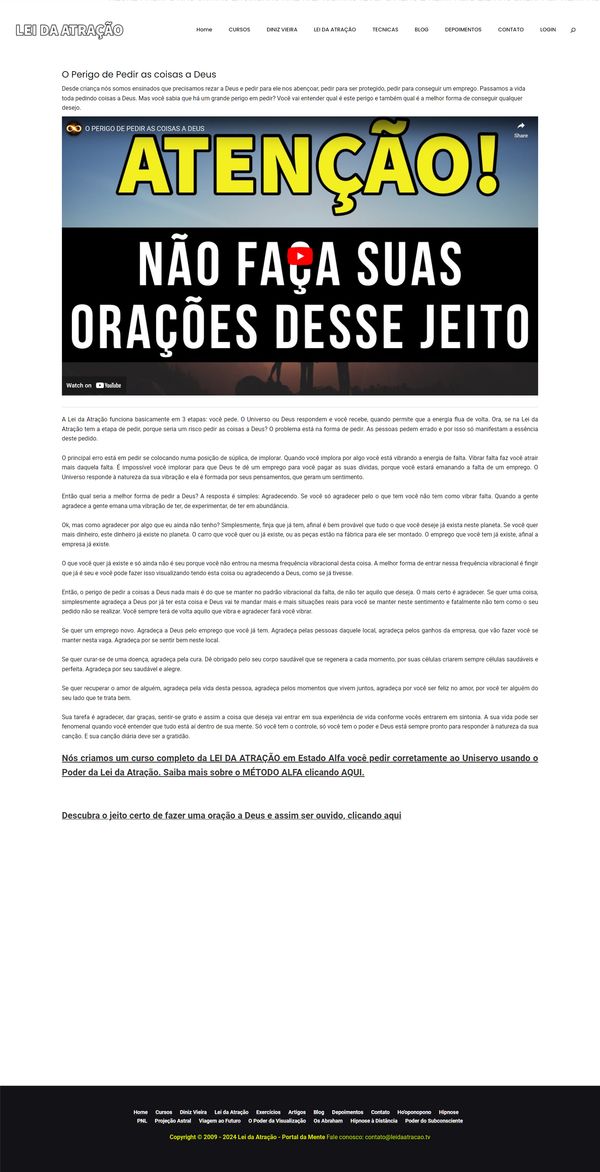 LEI DA ATRAÇÃO
Home CURSOS DINIZ VIEIRA LEI DA ATRAÇÃO TECNICAS BLOG DEPOIMENTOS CONTATO LOGIN
O Perigo de Pedir as coisas a Deus
Desde criança nós somos ensinados que precisamos rezar a Deus e pedir para ele nos abençoar, pedir para ser protegido, pedir para conseguir um emprego. Passamos a vida
toda pedindo coisas a Deus. Mas você sabia que há um grande perigo em pedir? Você vai entender qual é este perigo e também qual é a melhor forma de conseguir qualquer
desejo.
O PERIGO DE PEDIR AS COISAS A DEUS
Share
ATENÇÃO!
NÃO FAÇA SUAS
ORAÇÕES DESSE JEITO
Watch on YouTube
A Lei da Atração funciona basicamente em 3 etapas: você pede. O Universo ou Deus respondem e você recebe, quando permite que a energia flua de volta. Ora, se na Lei da
Atração tem a etapa de pedir, porque seria um risco pedir as coisas a Deus? O problema está na forma de pedir. As pessoas pedem errado e por isso só manifestam a essência
deste pedido.
O principal erro está em pedir se colocando numa posição de súplica, de implorar. Quando você implora por algo você está vibrando a energia de falta. Vibrar falta faz você atrair
mais daquela falta. É impossível você implorar para que Deus te dê um emprego para você pagar as suas dívidas, porque você estará emanando a falta de um emprego. O
Universo responde à natureza da sua vibração e ela é formada por seus pensamentos, que geram um sentimento.
Então qual seria a melhor forma de pedir a Deus? A resposta é simples: Agradecendo. Se você só agradecer pelo o que tem você não tem como vibrar falta. Quando a gente
agradece a gente emana uma vibração de ter, de experimentar, de ter em abundância.
Ok, mas como agradecer por algo que eu ainda não tenho? Simplesmente, finja que já tem, afinal é bem provável que tudo o que você deseje já exista neste planeta. Se você quer
mais dinheiro, este dinheiro já existe no planeta. O carro que você quer ou já existe, ou as peças estão na fábrica para ele ser montado. O emprego que você tem já existe, afinal a
empresa já existe.
O que você quer já existe e só ainda não é seu porque você não entrou na mesma frequência vibracional desta coisa. A melhor forma de entrar nessa frequência vibracional é fingir
que já é seu e você pode fazer isso visualizando tendo esta coisa ou agradecendo a Deus, como se já tivesse.
Então, o perigo de pedir a coisas a Deus nada mais é do que se manter no padrão vibracional da falta, de não ter aquilo que deseja. O mais certo é agradecer. Se quer uma coisa,
simplesmente agradeça a Deus por já ter esta coisa e Deus vai te mandar mais e mais situações reais para você se manter neste sentimento e fatalmente não tem como o seu
pedido não se realizar. Você sempre terá de volta aquilo que vibra e agradecer fará você vibrar.
Se quer um emprego novo. Agradeça a Deus pelo emprego que você já tem. Agradeça pelas pessoas daquele local, agradeça pelos ganhos da empresa, que vão fazer você se
manter nesta vaga. Agradeça por se sentir bem neste local.
Se quer curar-se de uma doença, agradeça pela cura. Dê obrigado pelo seu corpo saudável que se regenera a cada momento, por suas células criarem sempre células saudáveis e
perfeita. Agradeça por seu saudável e alegre.
Se quer recuperar o amor de alguém, agradeça pela vida desta pessoa, agradeça pelos momentos que vivem juntos, agradeça por você ser feliz no amor, por você ter alguém do
seu lado que te trata bem.
Sua tarefa é agradecer, dar graças, sentir-se grato e assim a coisa que deseja vai entrar em sua experiência de vida conforme vocês entrarem em sintonia. A sua vida pode ser
fenomenal quando você entender que tudo está aí dentro de sua mente. Só você tem o controle, só você tem o poder e Deus está sempre pronto para responder à natureza da sua
canção. E sua canção diária deve ser a gratidão.
Nós criamos um curso completo da LEI DA ATRAÇÃO em Estado Alfa você pedir corretamente ao Uniservo usando o
Poder da Lei da Atração. Saiba mais sobre o MÉTODO ALFA clicando AQUI.
Descubra o jeito certo de fazer uma oração a Deus e assim ser ouvido, clicando aqui
Home Cursos Diniz Vieira Lei da Atração Exercícios Artigos Blog Depoimentos Contato Ho'oponopono Hipnose
PNL Projeção Astral Viagem ao Futuro O Poder da Visualização Os Abraham Hipnose à Distância Poder do Subconsciente
Copyright © 2009 - 2024 Lei da Atração - Portal da Mente Fale conosco: contato@leidaatracao.tv